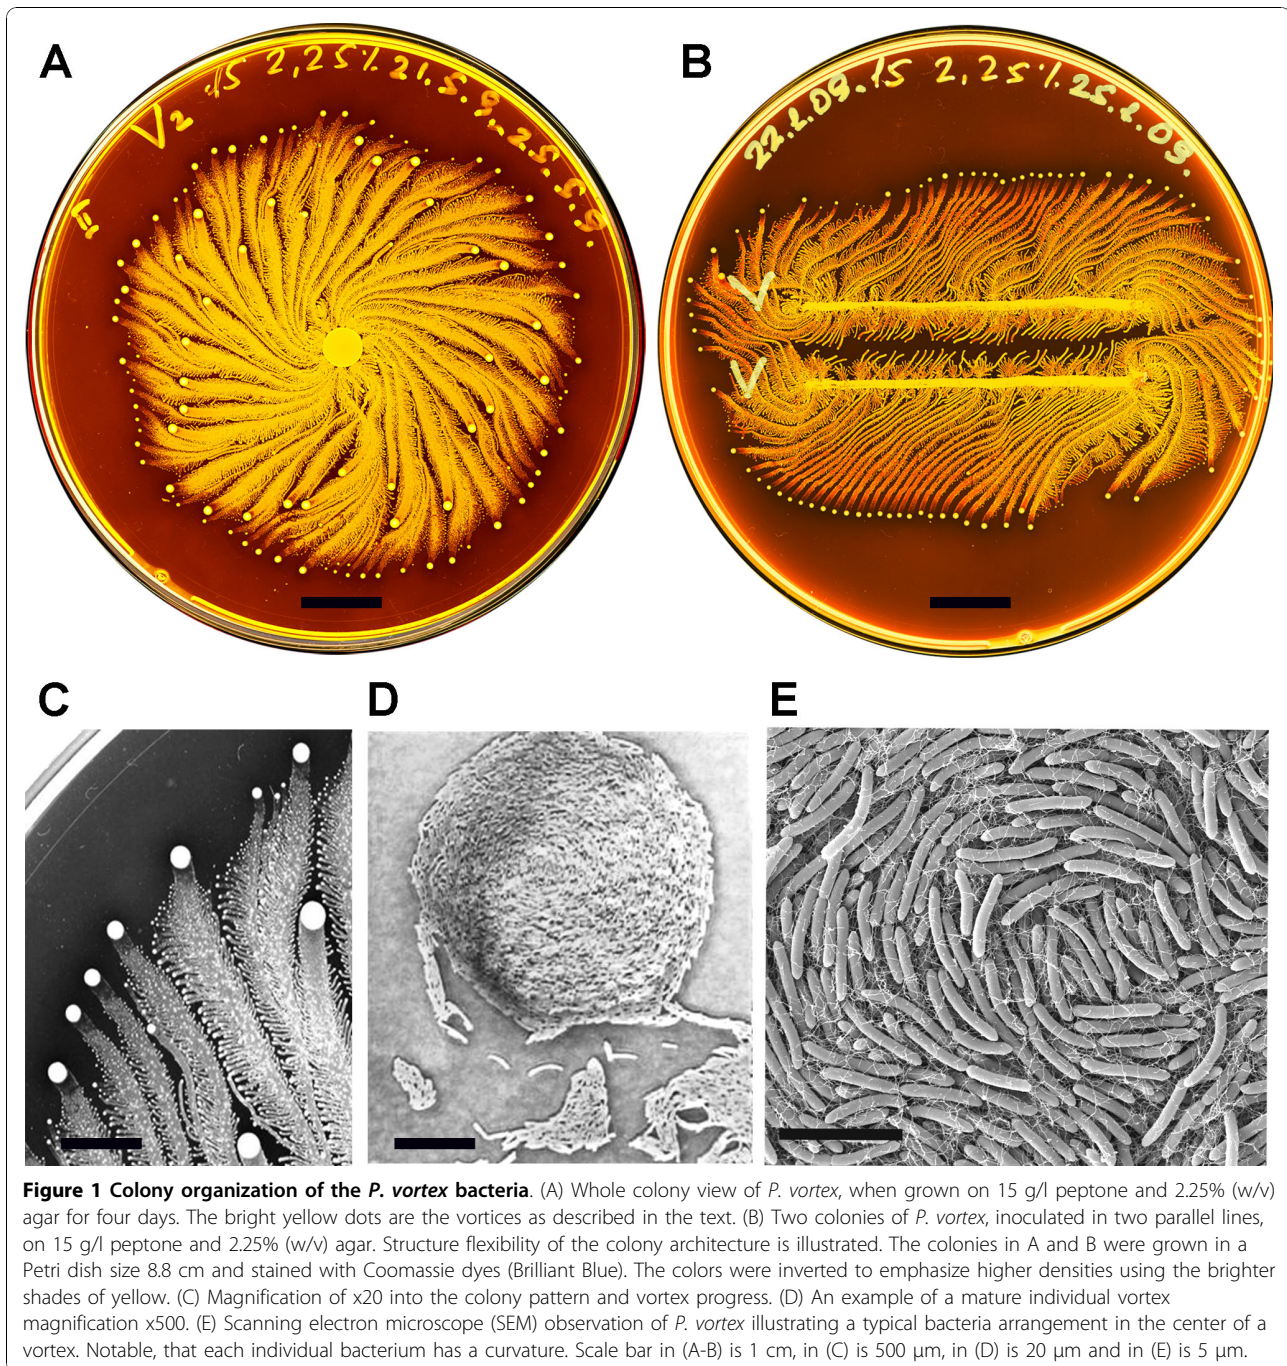 A
B
V2 15 2,25% 21.5.9-25.5.9.
22.2.09.15 2,25%.25.2.09.
V
V
C
D
E
Figure 1 Colony organization of the P. vortex bacteria. (A) Whole colony view of P. vortex, when grown on 15 g/l peptone and 2.25% (w/v)
agar for four days. The bright yellow dots are the vortices as described in the text. (B) Two colonies of P. vortex, inoculated in two parallel lines,
on 15 g/l peptone and 2.25% (w/v) agar. Structure flexibility of the colony architecture is illustrated. The colonies in A and B were grown in a
Petri dish size 8.8 cm and stained with Coomassie dyes (Brilliant Blue). The colors were inverted to emphasize higher densities using the brighter
shades of yellow. (C) Magnification of x20 into the colony pattern and vortex progress. (D) An example of a mature individual vortex
magnification x500. (E) Scanning electron microscope (SEM) observation of P. vortex illustrating a typical bacteria arrangement in the center of a
vortex. Notable, that each individual bacterium has a curvature. Scale bar in (A-B) is 1 cm, in (C) is 500 μm, in (D) is 20 μm and in (E) is 5 μm.